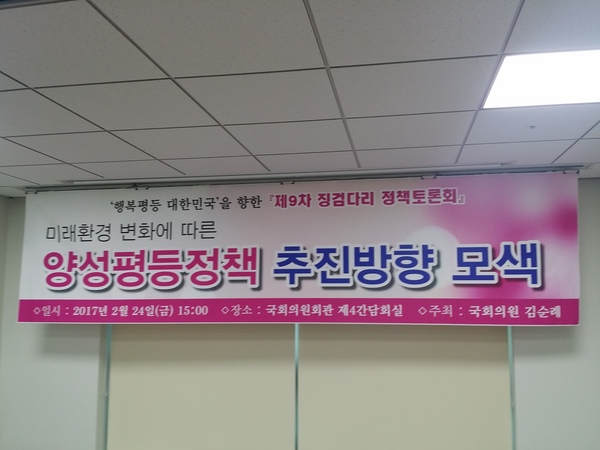 '행복평등 대한민국'을 향한 『제9차 징검다리 정책토론회』
미래환경 변화에 따른
양성평등정책 추진방향 모색
◇일시 : 2017년 2월 24일(금) 15:00 ◇장소 : 국회의원회관 제4간담회실 ◇주최 : 국회의원 김순례